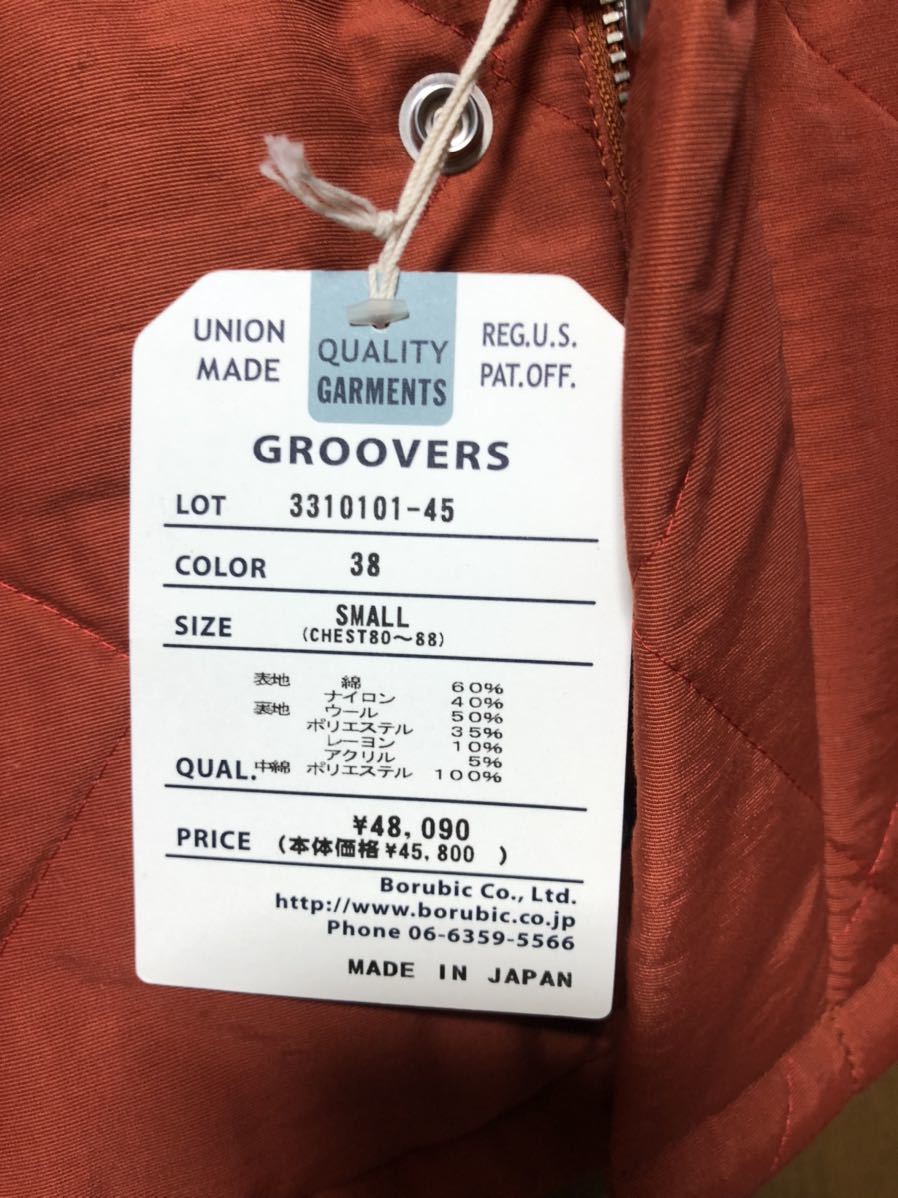 UNION MADE
QUALITY GARMENTS
REG.U.S. PAT.OFF.
GROOVERS
LOT 3310101-45
COLOR 38
SIZE SMALL
(CHEST80～88)
表地 綿 60%
ナイロン 40%
裏地 ウール 50%
ポリエステル 35%
レーヨン 10%
アクリル 5%
QUAL. 中綿 ポリエステル 100%
¥48,090
PRICE (本体価格¥45,800 )
Borubic Co., Ltd.
http://www.borubic.co.jp
Phone 06-6359-5566
MADE IN JAPAN